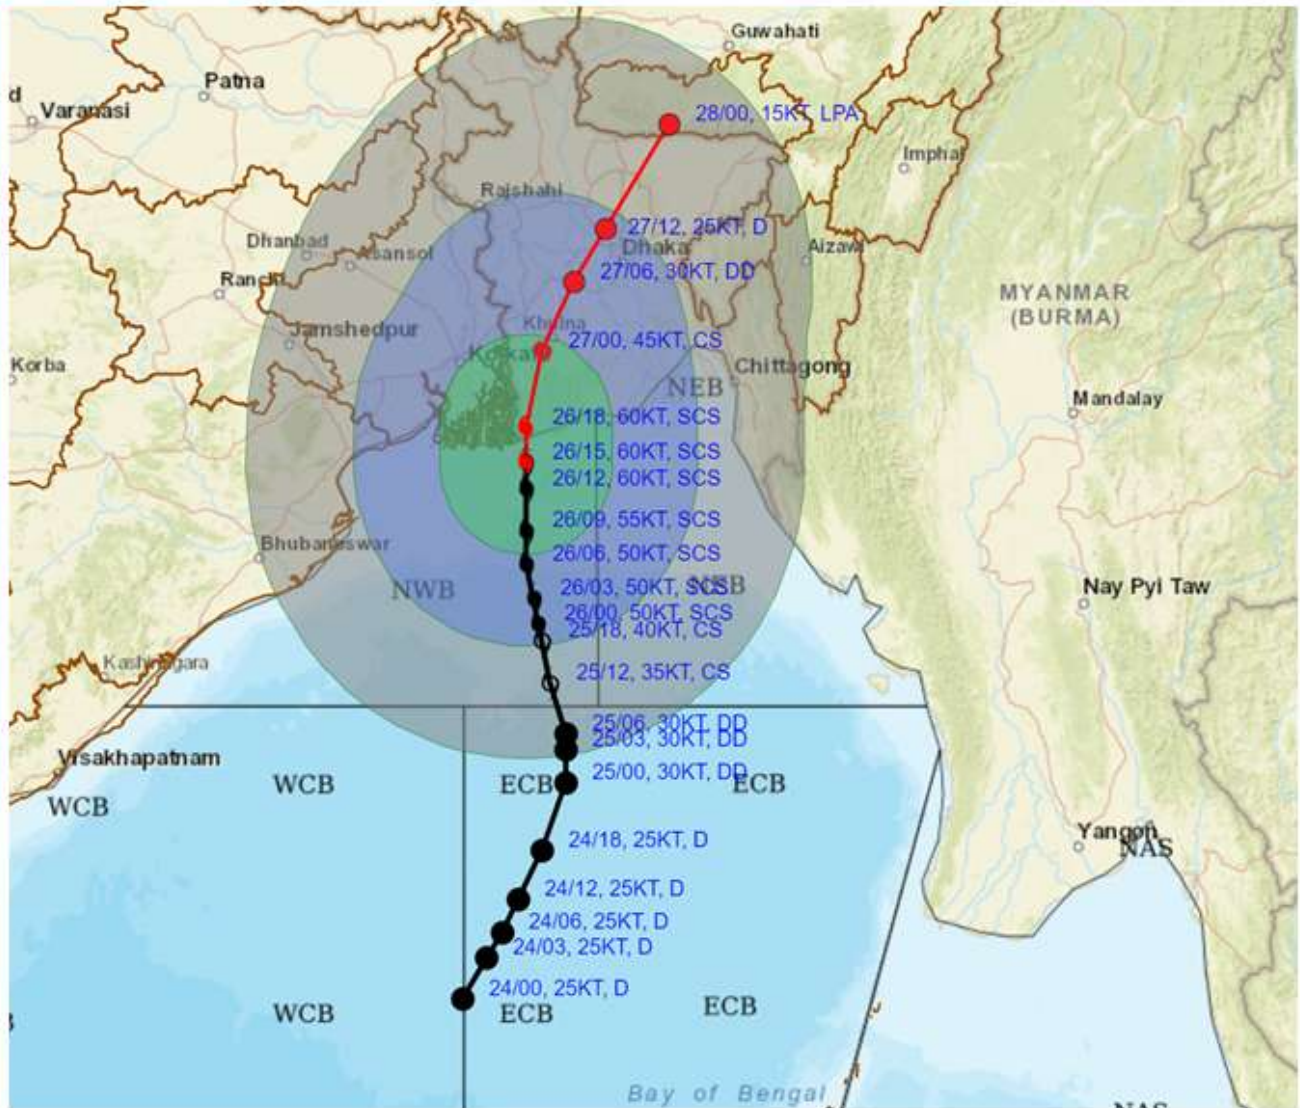 Guwahati
Patna
d
Varanasi
28/00, 15KT, LPA
Imphal
Rajshahi
27/12, 25KT, D
Dhanbad
Dhaka
Aizawl
Asansol
27/06, 30KT, DD
Ranchi
MYANMAR
(BURMA)
Khulna
Jamshedpur
27/00, 45KT, CS
Kolkata
Korba
Chittagong
NEB
Mandalay
26/18, 60KT, SCS
26/15, 60KT, SCS
26/12, 60KT, SCS
26/09, 55KT, SCS
Bhubaneswar
26/06, 50KT, SCS
NWB
26/03, 50KT, SCS
NEB
Nay Pyi Taw
26/00, 50KT, SCS
25/18, 40KT, CS
Kashinagara
25/12, 35KT, CS
25/06, 30KT, DD
25/03, 30KT, DD
Visakhapatnam
25/00, 30KT, DD
WCB
ECB
ECB
WCB
Yangon
24/18, 25KT, D
NAS
24/12, 25KT, D
24/06, 25KT, D
24/03, 25KT, D
24/00, 25KT, D
WCB
ECB
ECB
Bay of Bengal
NAS